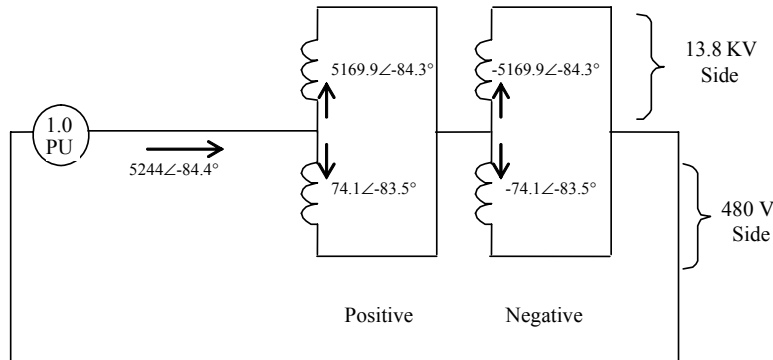 13.8 KV
Side
5169.9∠-84.3°
-5169.9∠-84.3°
1.0
PU
5244∠-84.4°
74.1∠-83.5°
-74.1∠-83.5°
480 V
Side
Positive
Negative